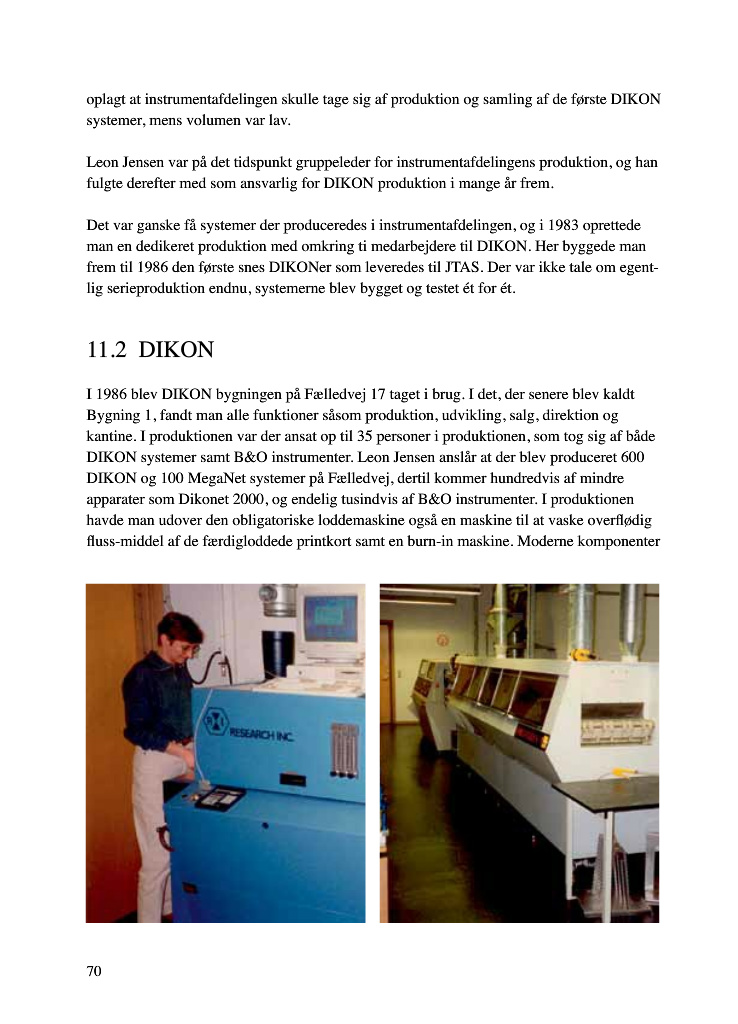 oplagt at instrumentafdelingen skulle tage sig af produktion og samling af de første DIKON
systemer, mens volumen var lav.
Leon Jensen var på det tidspunkt gruppeleder for instrumentafdelingens produktion, og han
fulgte derefter med som ansvarlig for DIKON produktion i mange år frem.
Det var ganske få systemer der produceredes i instrumentafdelingen, og i 1983 oprettede
man en dedikeret produktion med omkring ti medarbejdere til DIKON. Her byggede man
frem til 1986 den første snes DIKONer som leveredes til JTAS. Der var ikke tale om egent-
lig serieproduktion endnu, systemerne blev bygget og testet ét for ét.
11.2 DIKON
I 1986 blev DIKON bygningen på Fælledvej 17 taget i brug. I det, der senere blev kaldt
Bygning 1, fandt man alle funktioner såsom produktion, udvikling, salg, direktion og
kantine. I produktionen var der ansat op til 35 personer i produktionen, som tog sig af både
DIKON systemer samt B&O instrumenter. Leon Jensen anslår at der blev produceret 600
DIKON og 100 MegaNet systemer på Fælledvej, dertil kommer hundredvis af mindre
apparater som Dikonet 2000, og endelig tusindvis af B&O instrumenter. I produktionen
havde man udover den obligatoriske loddemaskine også en maskine til at vaske overflødig
fluss-middel af de færdigloddede printkort samt en burn-in maskine. Moderne komponenter
RESEARCH INC.
70